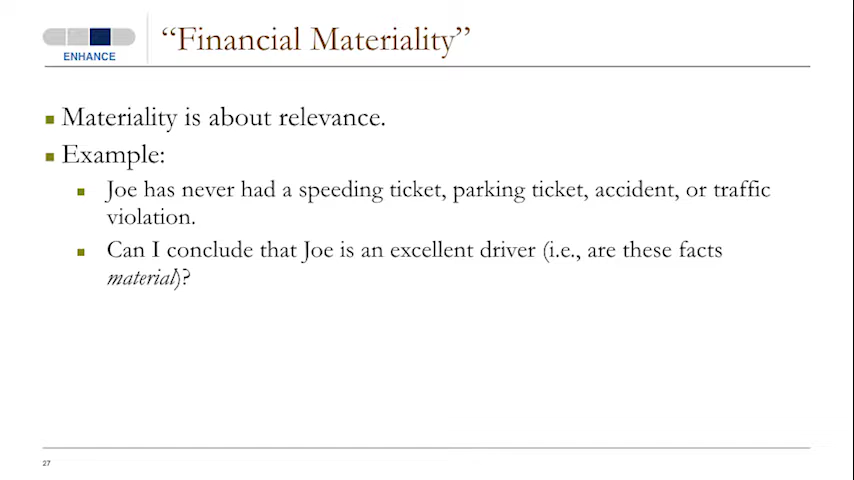 ENHANCE
“Financial Materiality”
Materiality is about relevance.
Example:
Joe has never had a speeding ticket, parking ticket, accident, or traffic
violation.
Can I conclude that Joe is an excellent driver (i.e., are these facts
material)?
27